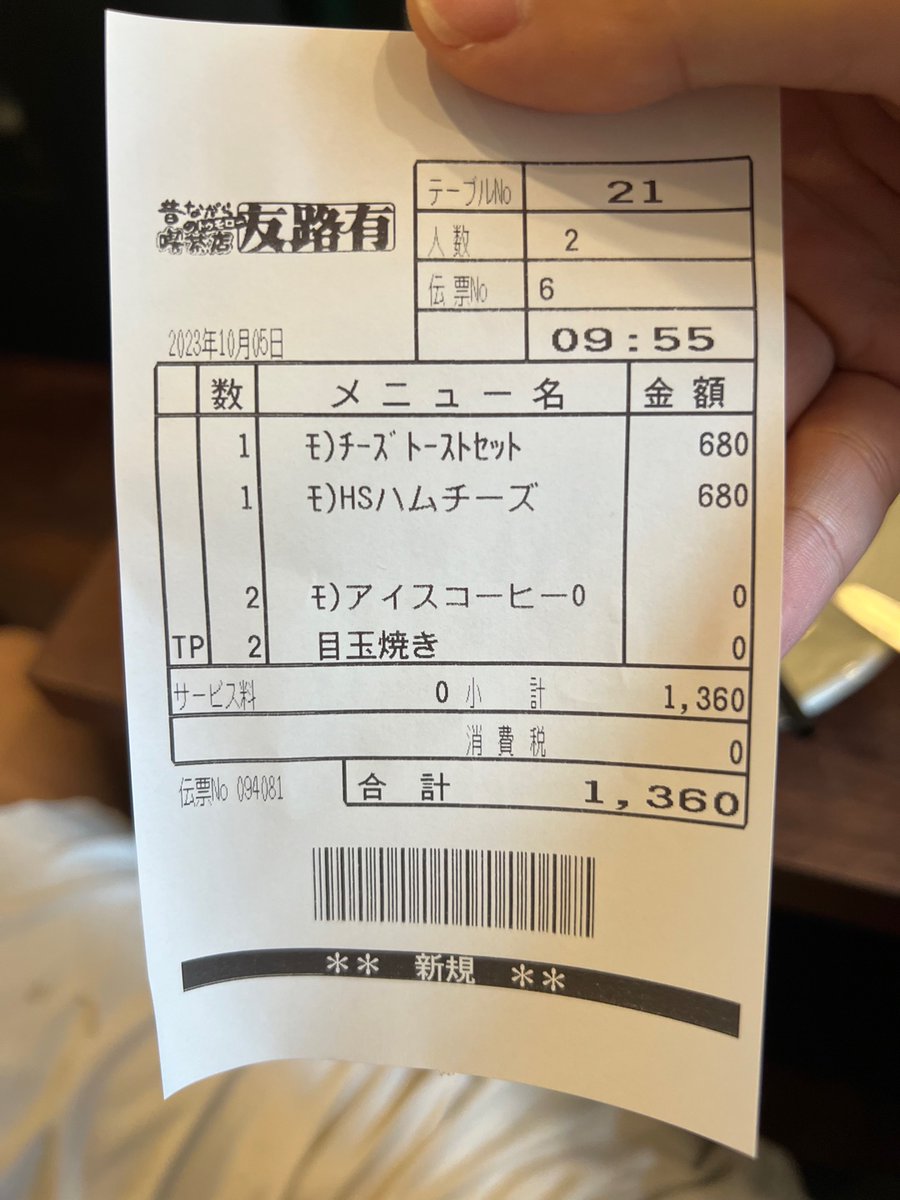 昔ながらの
喫茶店
友路有
テーブルNo 21
人数 2
伝票No 6
09:55
2023年10月05日
数 メニュー名 金額
1 ﾓ)ﾁｰｽﾞﾄｰｽﾄｾｯﾄ 680
1 ﾓ)HSハムチーズ 680
2 ﾓ)アイスコーヒー0 0
TP 2 目玉焼き 0
サービス料 0 小計 1,360
消費税 0
伝票No 094081
合計 1,360
** 新規 **